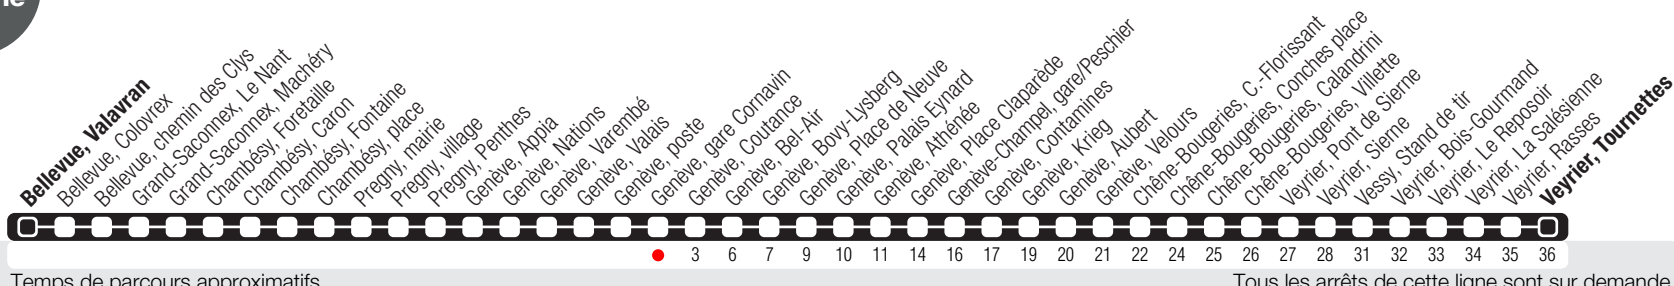 ne
Bellevue, Valavran
Bellevue, Colovrex
Bellevue, chemin des Clys
Grand-Saconnex, Le Nant
Grand-Saconnex, Machéry
Chambésy, Foretaille
Chambésy, Caron
Chambésy, Fontaine
Chambésy, place
Pregny, mairie
Pregny, village
Pregny, Penthes
Genève, Appia
Genève, Nations
Genève, Varembé
Genève, Valais
Genève, poste
Genève, gare Cornavin
Genève, Coutance
Genève, Bel-Air
Genève, Bovy-Lysberg
Genève, Place de Neuve
Genève, Palais Eynard
Genève, Athénée
Genève, Place Claparède
Genève-Champel, gare/Peschier
Genève, Contamines
Genève, Krieg
Genève, Aubert
Genève, Velours
Chêne-Bougeries, C.-Florissant
Chêne-Bougeries, Conches place
Chêne-Bougeries, Calandrini
Chêne-Bougeries, Villette
Veyrier, Pont de Sierne
Veyrier, Sierne
Vessy, Stand de tir
Veyrier, Bois-Gourmand
Veyrier, Le Reposoir
Veyrier, La Salésienne
Veyrier, Rasses
Veyrier, Tournettes
3 6 7 9 10 11 14 16 17 19 20 21 22 24 25 26 27 28 31 32 33 34 35 36
Temps de parcours approximatifs
Tous les arrêts de cette ligne sont sur demande